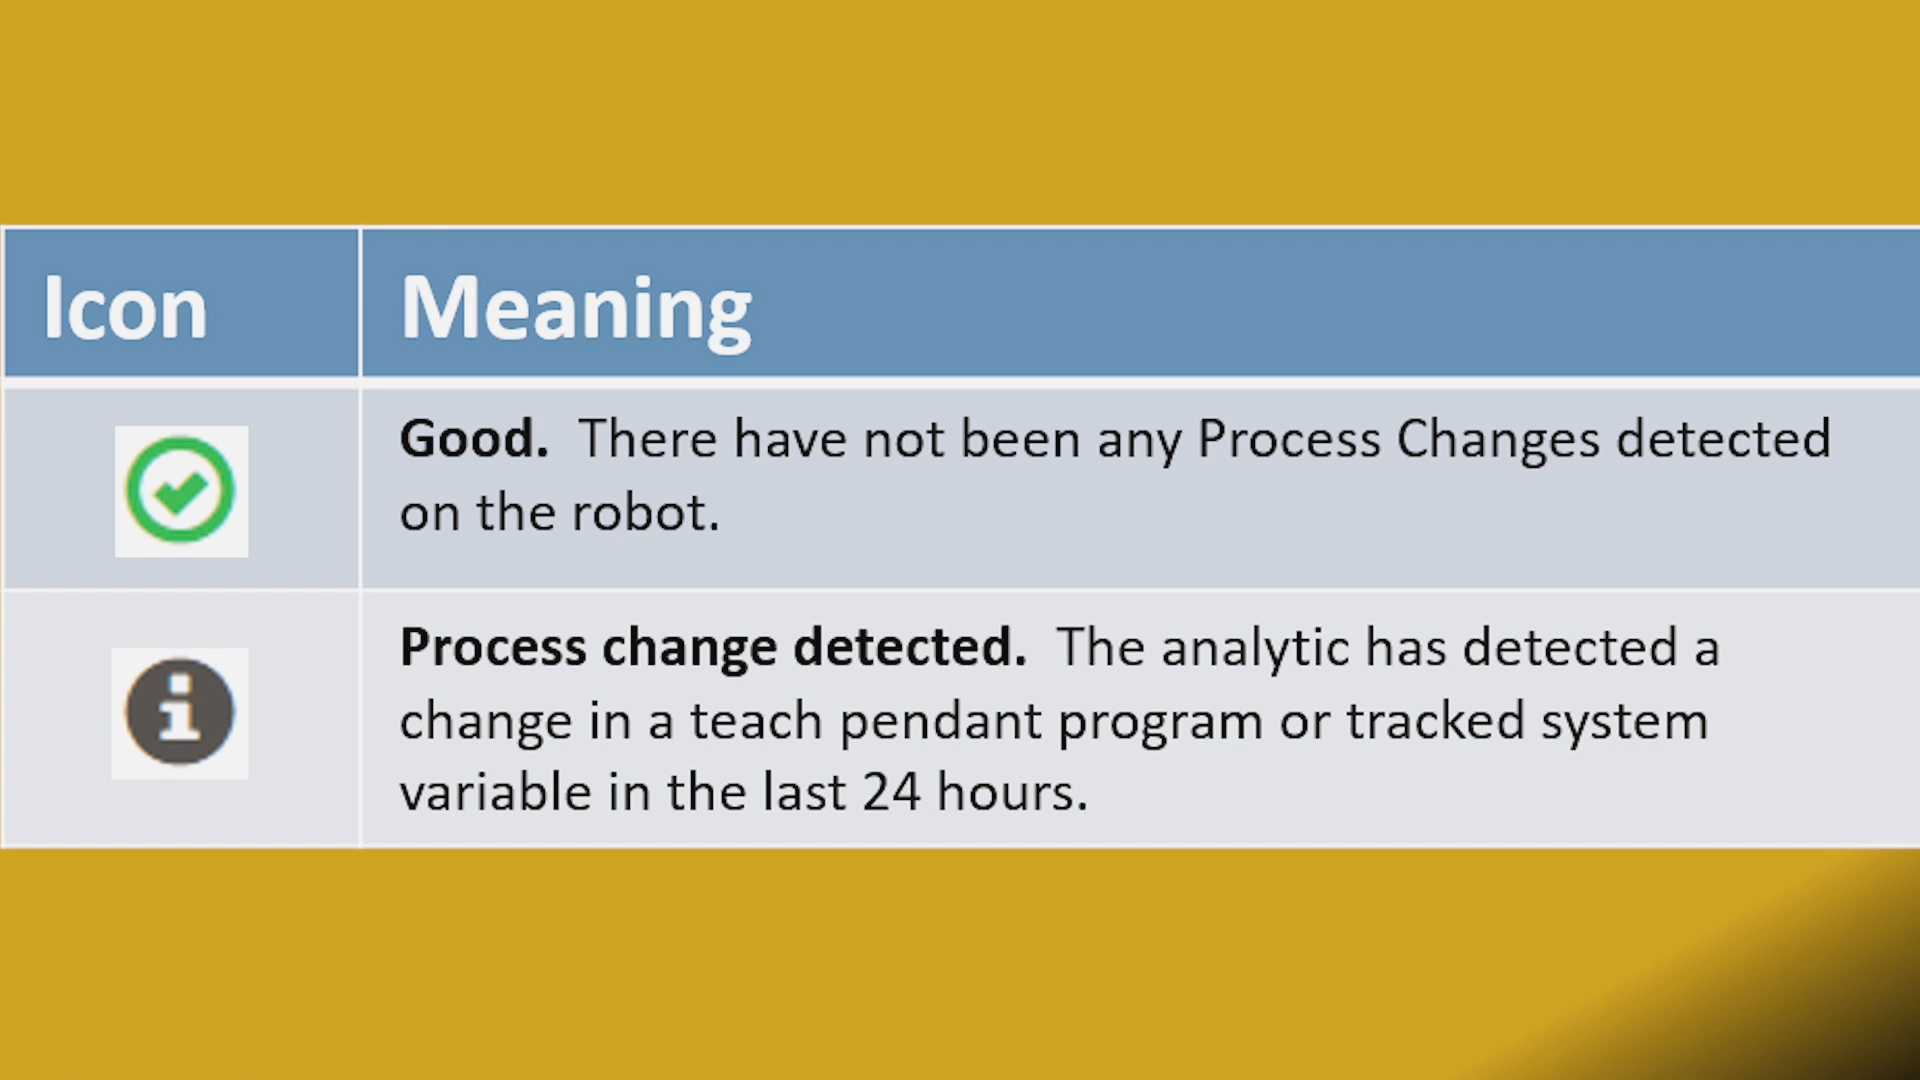 Icon
Meaning
Good.  There have not been any Process Changes detected
on the robot.
Process change detected.  The analytic has detected a
change in a teach pendant program or tracked system
variable in the last 24 hours.